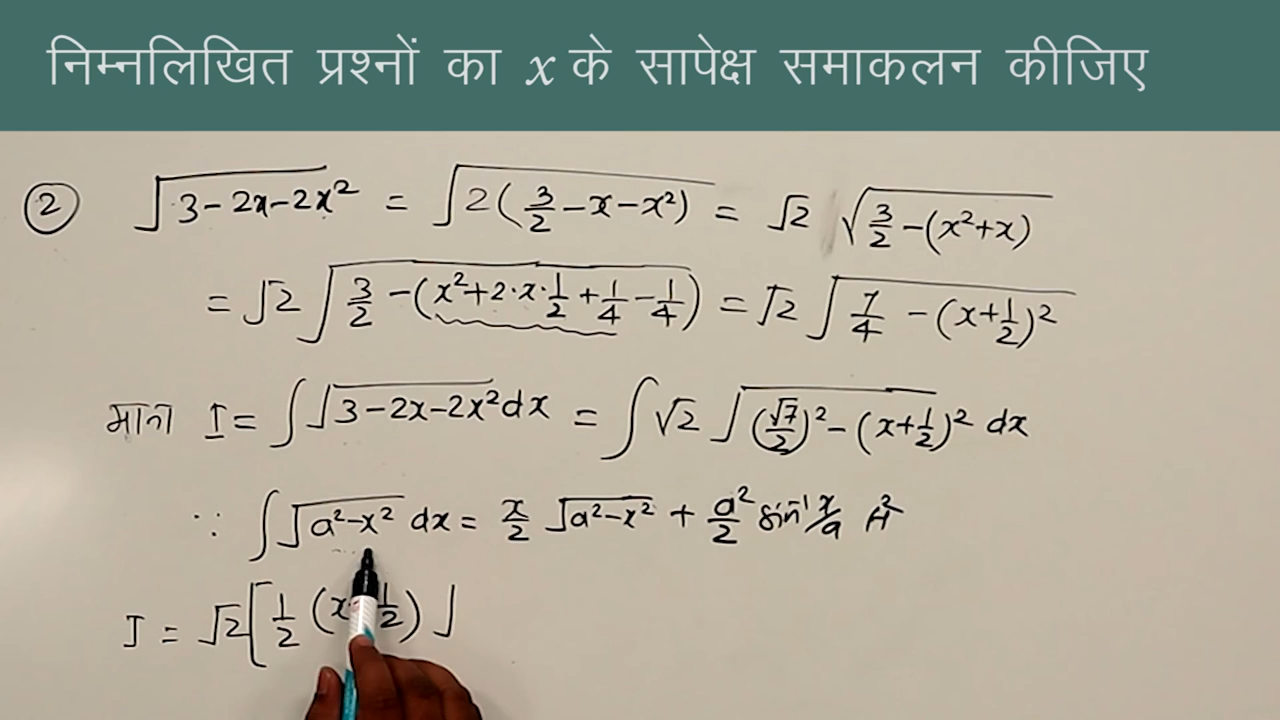 निम्नलिखित प्रश्नों का x के सापेक्ष समाकलन कीजिए
② √(3-2x-2x²) = √(2(3/2-x-x²)) = √2 √(3/2-(x²+x))
= √2 √(3/2-(x²+2·x·1/2+1/4-1/4)) = √2 √(7/4-(x+1/2)²)
माना I = ∫√(3-2x-2x²)dx = ∫√2 √((√7/2)²-(x+1/2)²) dx
∵ ∫√(a²-x²) dx = x/2 √(a²-x²) + a²/2 sin⁻¹ x/a से
I = √2[1/2 (x+1/2) √